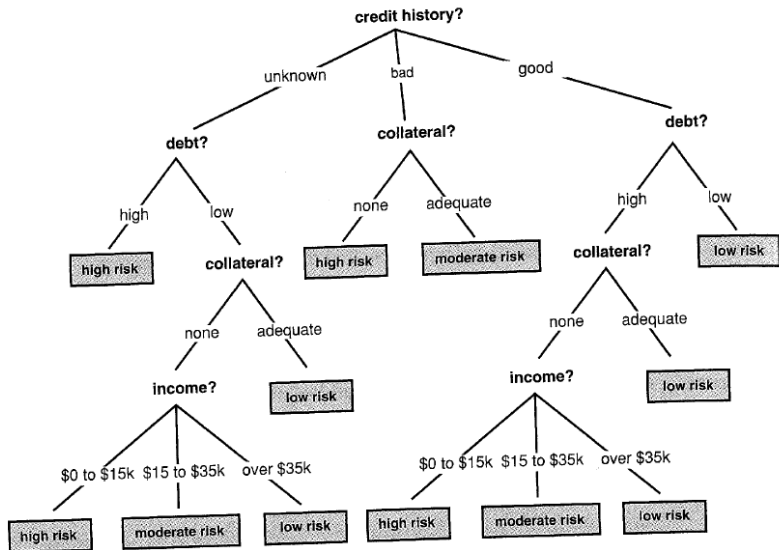 credit history?
unknown bad good
debt? collateral? debt?
high low none adequate high low
high risk collateral? high risk moderate risk collateral? low risk
none adequate none adequate
income? low risk income? low risk
$0 to $15k $15 to $35k over $35k $0 to $15k $15 to $35k over $35k
high risk moderate risk low risk high risk moderate risk low risk